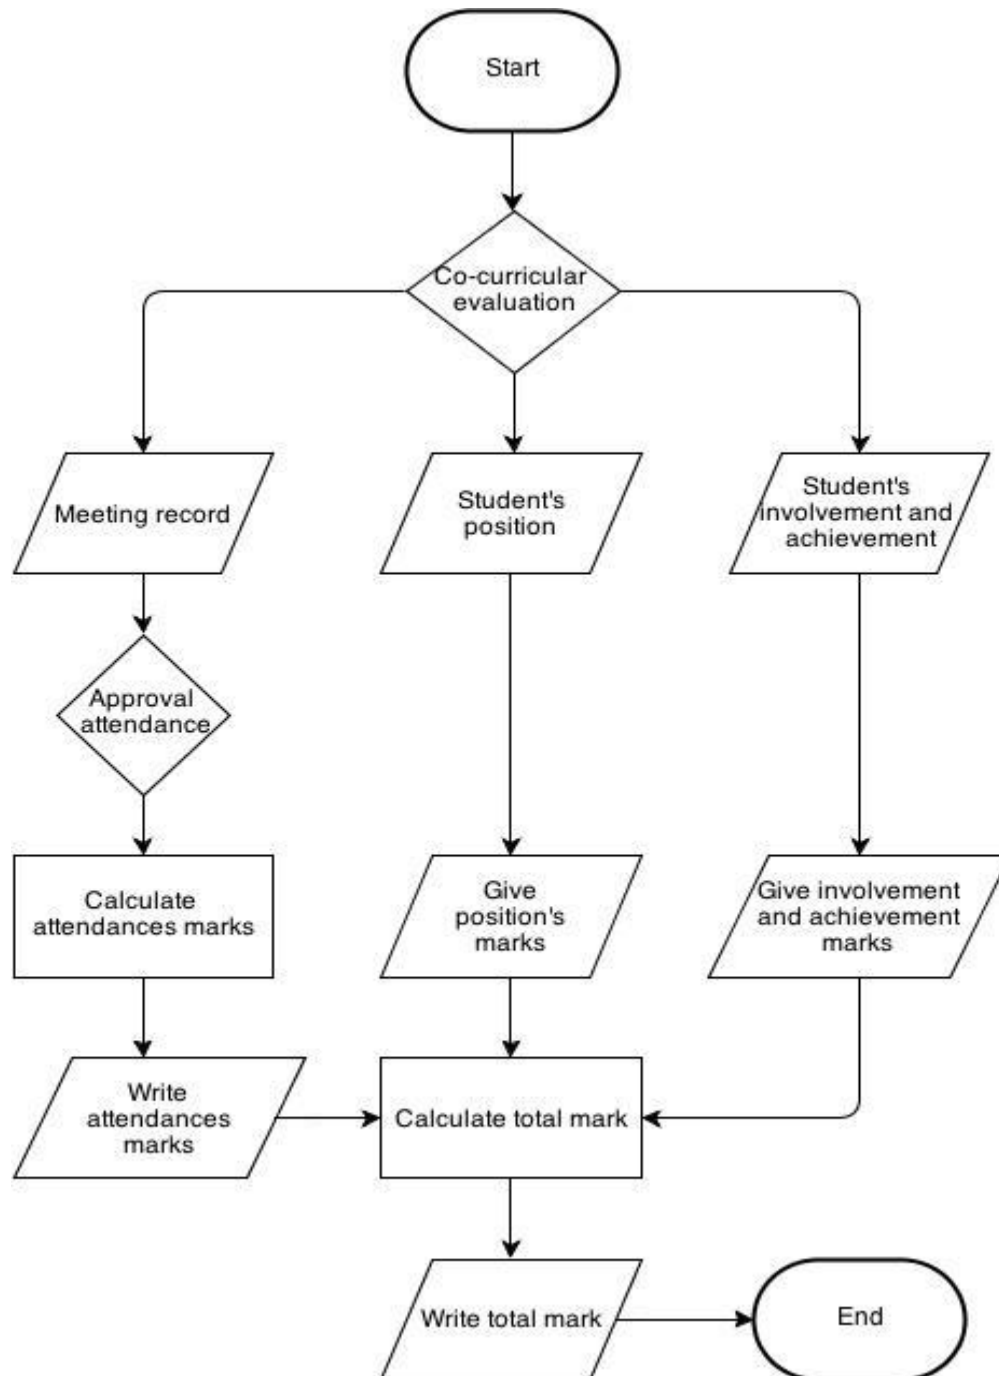 Start
Co-curricular
evaluation
Meeting record
Student's
position
Student's
involvement and
achievement
Approval
attendance
Calculate
attendances marks
Give
position's
marks
Give involvement
and achievement
marks
Write
attendances
marks
Calculate total mark
Write total mark
End